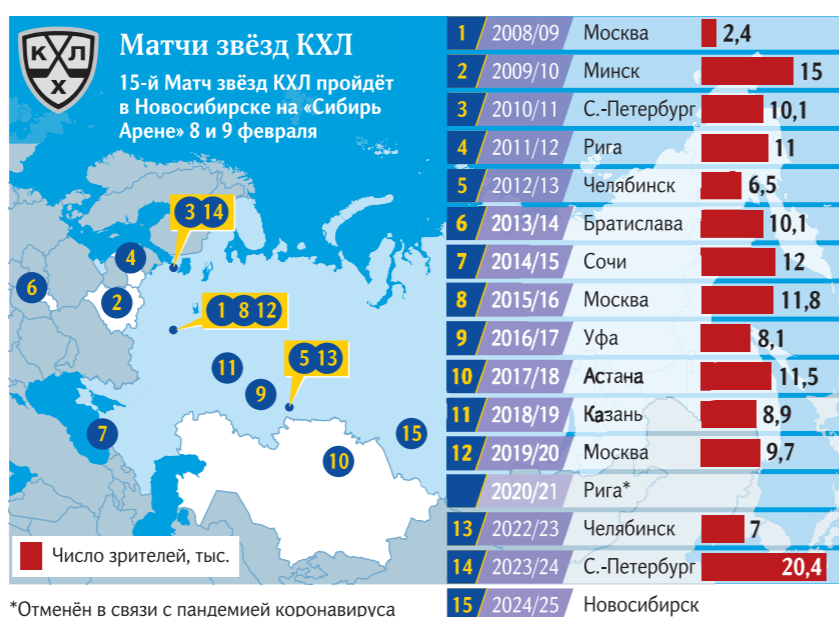 КХЛ
Матчи звёзд КХЛ
15-й Матч звёзд КХЛ пройдёт
в Новосибирске на «Сибирь
Арене» 8 и 9 февраля
3 14
4
6
2
1 8 12
5 13
11
9
7
15
10
Число зрителей, тыс.
*Отменён в связи с пандемией коронавируса
1 2008/09 Москва 2,4
2 2009/10 Минск 15
3 2010/11 С.-Петербург 10,1
4 2011/12 Рига 11
5 2012/13 Челябинск 6,5
6 2013/14 Братислава 10,1
7 2014/15 Сочи 12
8 2015/16 Москва 11,8
9 2016/17 Уфа 8,1
10 2017/18 Астана 11,5
11 2018/19 Казань 8,9
12 2019/20 Москва 9,7
2020/21 Рига*
13 2022/23 Челябинск 7
14 2023/24 С.-Петербург 20,4
15 2024/25 Новосибирск